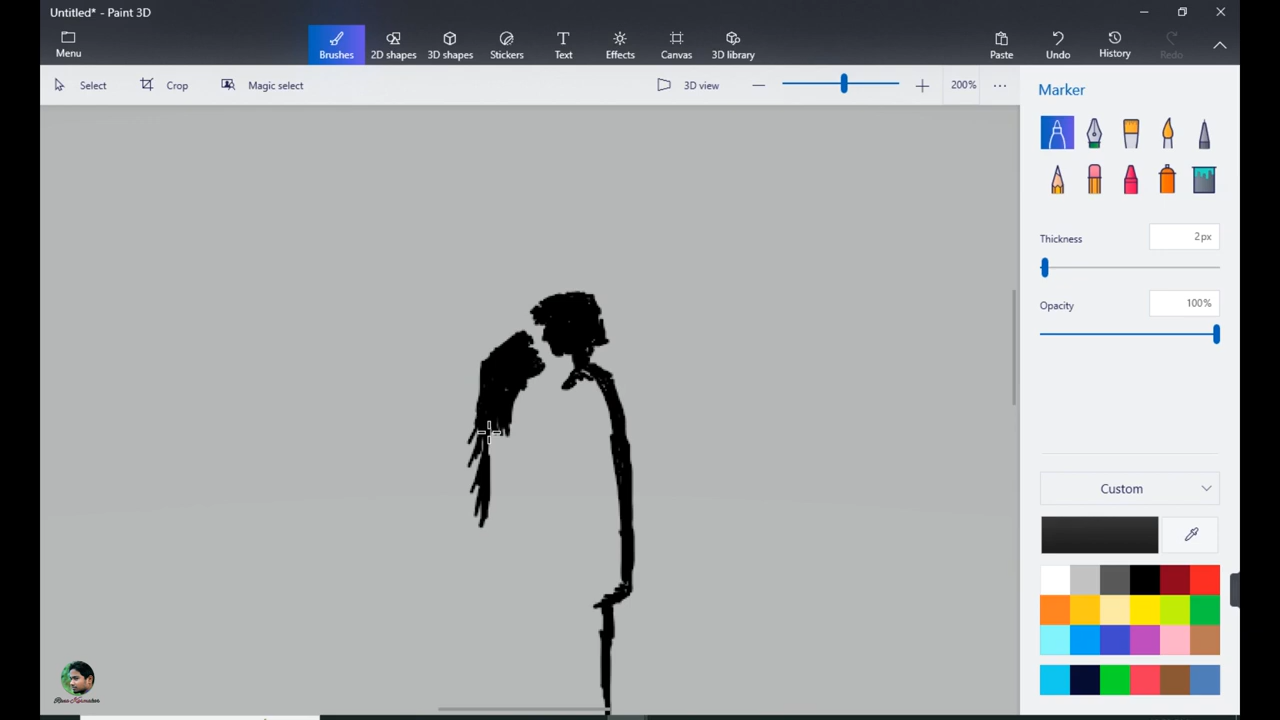 Untitled* - Paint 3D
Menu
Brushes
2D shapes
3D shapes
Stickers
Text
Effects
Canvas
3D library
Paste
Undo
History
Redo
Select
Crop
Magic select
3D view
200%
Marker
Thickness
2px
Opacity
100%
Custom